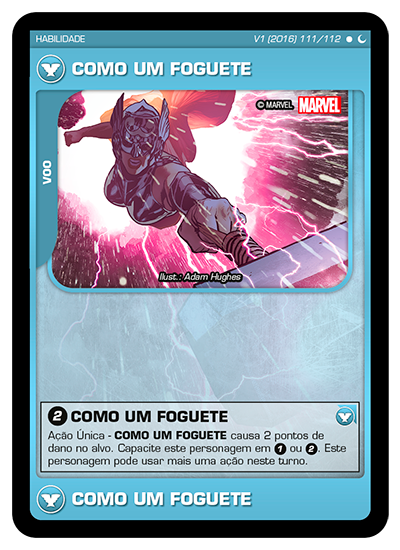 HABILIDADE V1 (2016) 111/112
COMO UM FOGUETE
© MARVEL MARVEL
VOO
Ilust.: Adam Hughes
2 COMO UM FOGUETE
Ação Única - COMO UM FOGUETE causa 2 pontos de
dano no alvo. Capacite este personagem em 1 ou 2. Este
personagem pode usar mais uma ação neste turno.
COMO UM FOGUETE